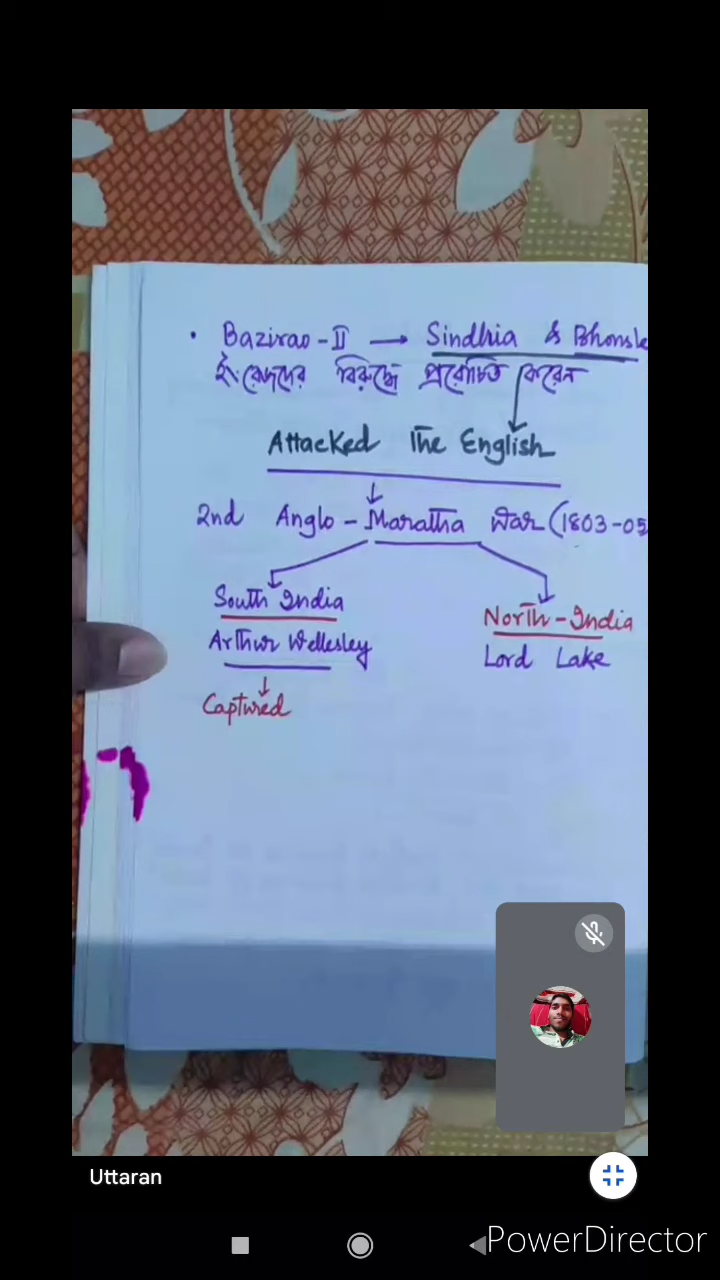 • Bazirao-II → Sindhia & Bhonsle
ইংরেজদের বিরুদ্ধে প্ররোচিত করেন
Attacked The English
2nd Anglo-Maratha War (1803-05
South India
North-India
Arthur Wellesley
Lord Lake
Captured
Uttaran
PowerDirector